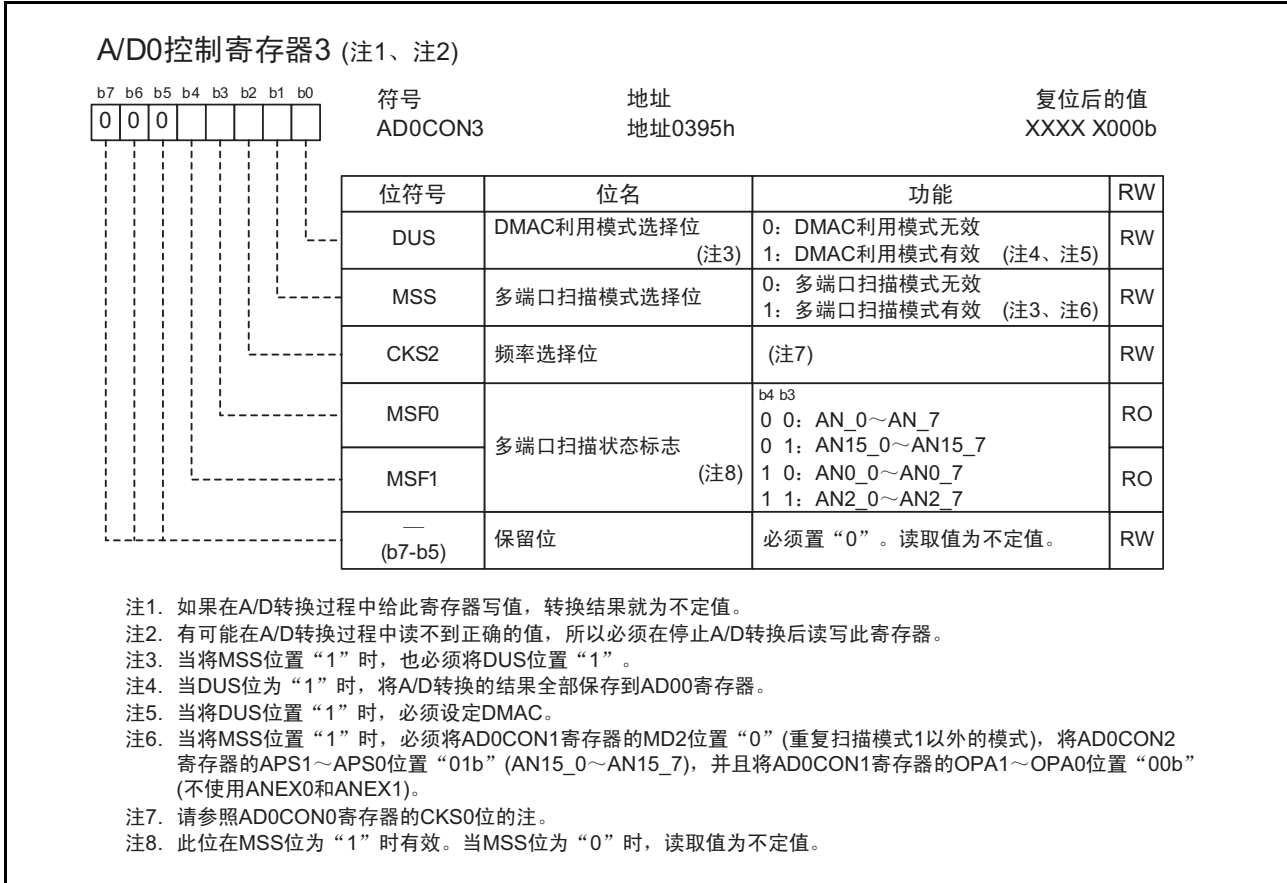 A/D0控制寄存器3 (注1、注2)
b7 b6 b5 b4 b3 b2 b1 b0
0 0 0
符号 地址 复位后的值
AD0CON3 地址0395h XXXX X000b
位符号 位名 功能 RW
DUS DMAC利用模式选择位 (注3) 0：DMAC利用模式无效 RW
1：DMAC利用模式有效 (注4、注5)
MSS 多端口扫描模式选择位 0：多端口扫描模式无效 RW
1：多端口扫描模式有效 (注3、注6)
CKS2 频率选择位 (注7) RW
MSF0 多端口扫描状态标志 (注8) b4 b3 RO
0 0：AN_0～AN_7
0 1：AN15_0～AN15_7
MSF1 1 0：AN0_0～AN0_7 RO
1 1：AN2_0～AN2_7
— (b7-b5) 保留位 必须置“0”。读取值为不定值。 RW
注1. 如果在A/D转换过程中给此寄存器写值，转换结果就为不定值。
注2. 有可能在A/D转换过程中读不到正确的值，所以必须在停止A/D转换后读写此寄存器。
注3. 当将MSS位置“1”时，也必须将DUS位置“1”。
注4. 当DUS位为“1”时，将A/D转换的结果全部保存到AD00寄存器。
注5. 当将DUS位置“1”时，必须设定DMAC。
注6. 当将MSS位置“1”时，必须将AD0CON1寄存器的MD2位置“0”(重复扫描模式1以外的模式)，将AD0CON2
寄存器的APS1～APS0位置“01b”(AN15_0～AN15_7)，并且将AD0CON1寄存器的OPA1～OPA0位置“00b”
(不使用ANEX0和ANEX1)。
注7. 请参照AD0CON0寄存器的CKS0位的注。
注8. 此位在MSS位为“1”时有效。当MSS位为“0”时，读取值为不定值。